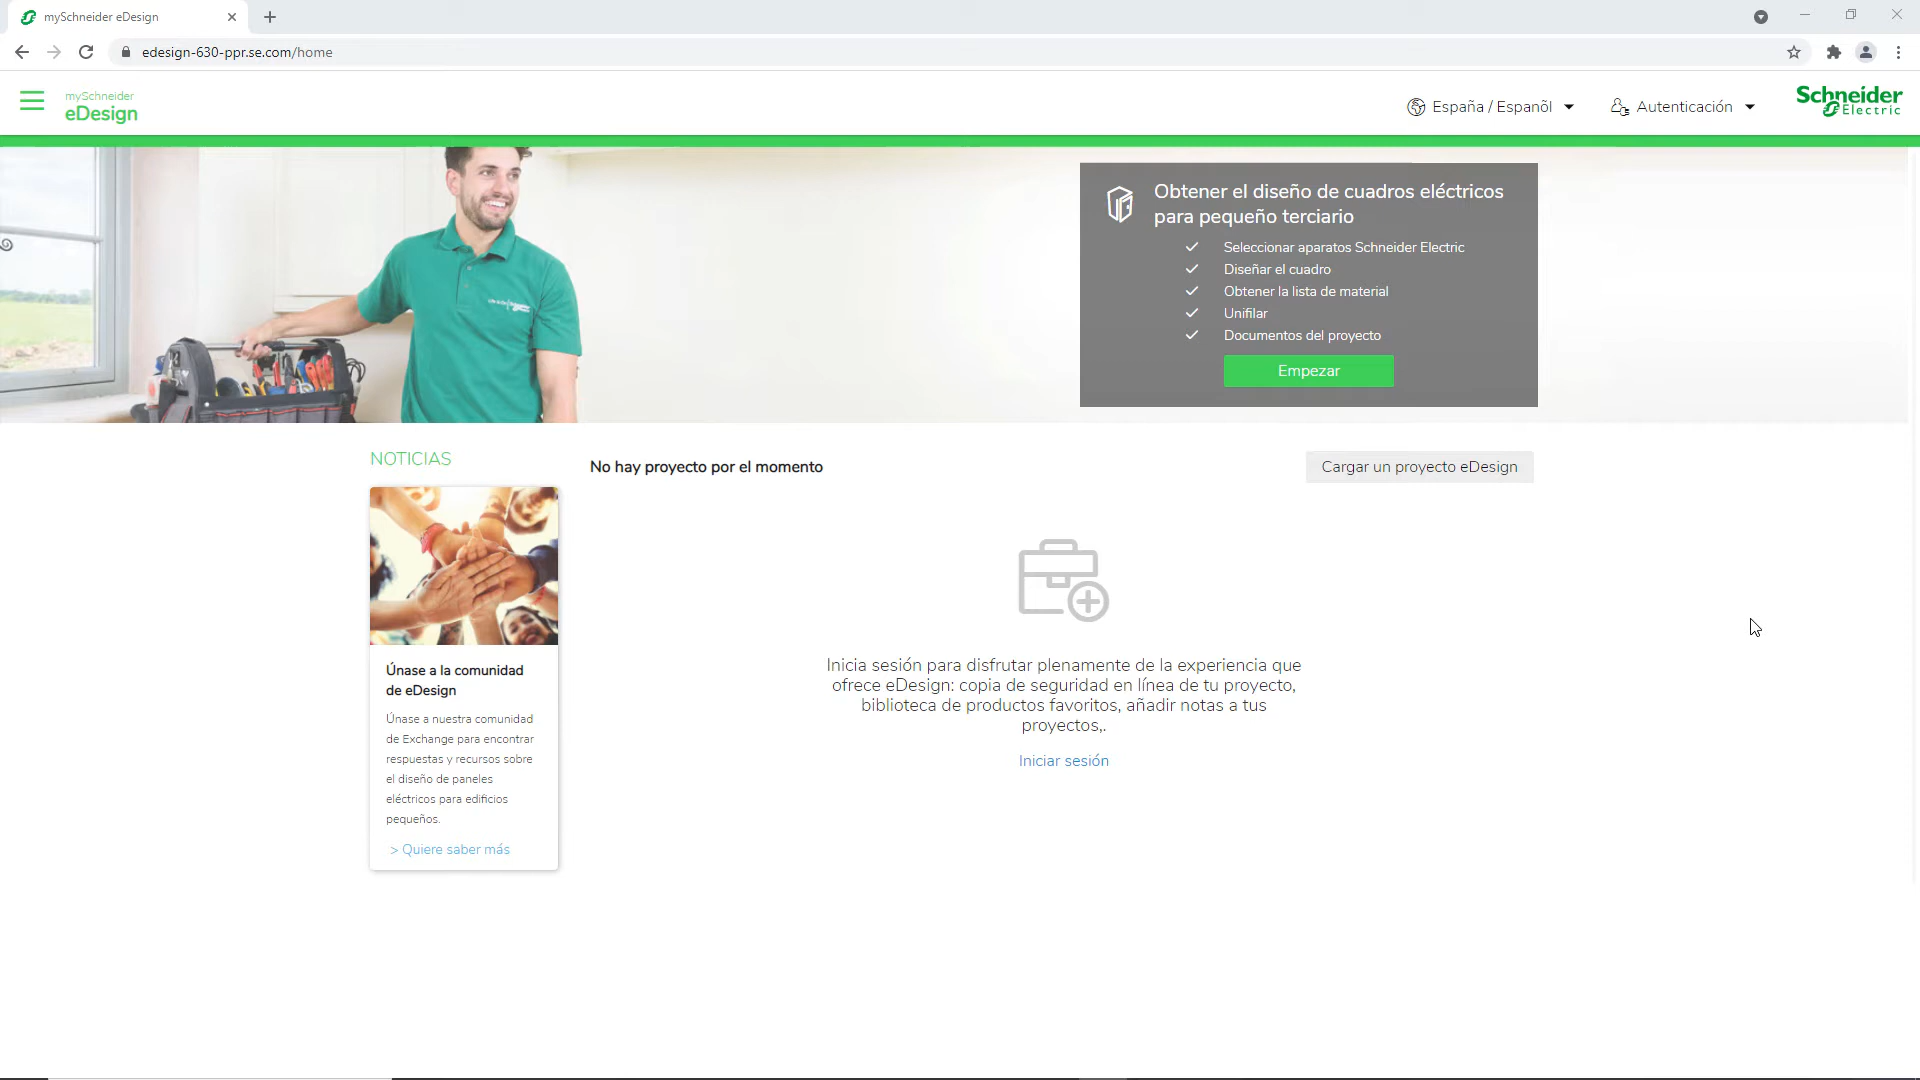 mySchneider eDesign
edesign-630-ppr.se.com/home
mySchneider
eDesign
España / Espanõl
Autenticación
Schneider
Electric
Obtener el diseño de cuadros eléctricos
para pequeño terciario
Seleccionar aparatos Schneider Electric
Diseñar el cuadro
Obtener la lista de material
Unifilar
Documentos del proyecto
Empezar
NOTICIAS
No hay proyecto por el momento
Cargar un proyecto eDesign
Únase a la comunidad
de eDesign
Únase a nuestra comunidad
de Exchange para encontrar
respuestas y recursos sobre
el diseño de paneles
eléctricos para edificios
pequeños.
> Quiere saber más
Inicia sesión para disfrutar plenamente de la experiencia que
ofrece eDesign: copia de seguridad en línea de tu proyecto,
biblioteca de productos favoritos, añadir notas a tus
proyectos,.
Iniciar sesión